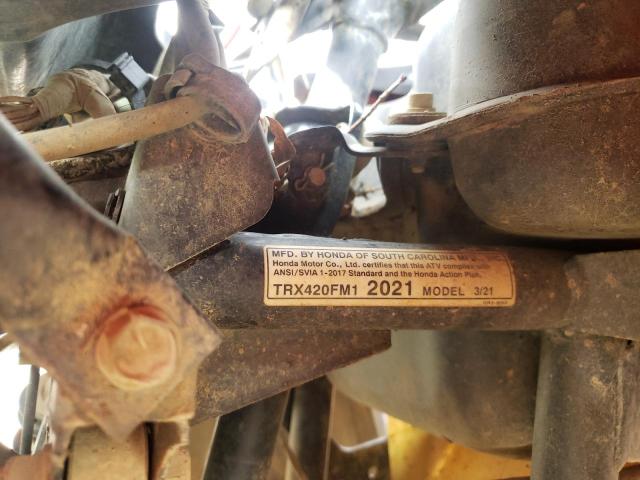 MFD. BY HONDA OF SOUTH CAROLINA
Honda Motor Co., Ltd. certifies that this ATV complies with
ANSI/SVIA 1-2017 Standard and the Honda Action Plan.
TRX420FM1 2021 MODEL 3/21